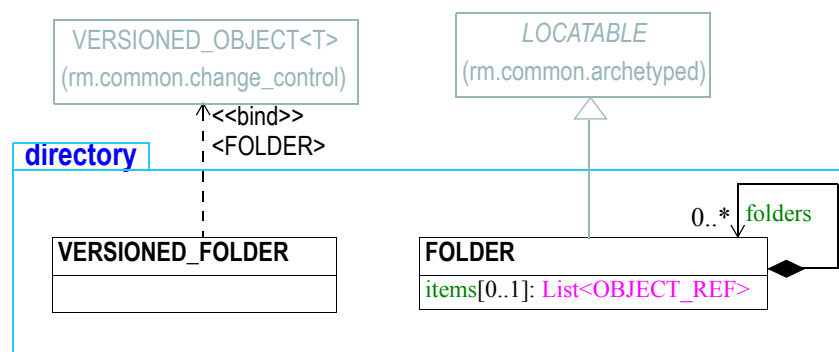 VERSIONED_OBJECT<T>
(rm.common.change_control)
LOCATABLE
(rm.common.archetyped)
<<bind>>
<FOLDER>
directory
0..* folders
VERSIONED_FOLDER
FOLDER
items[0..1]: List<OBJECT_REF>